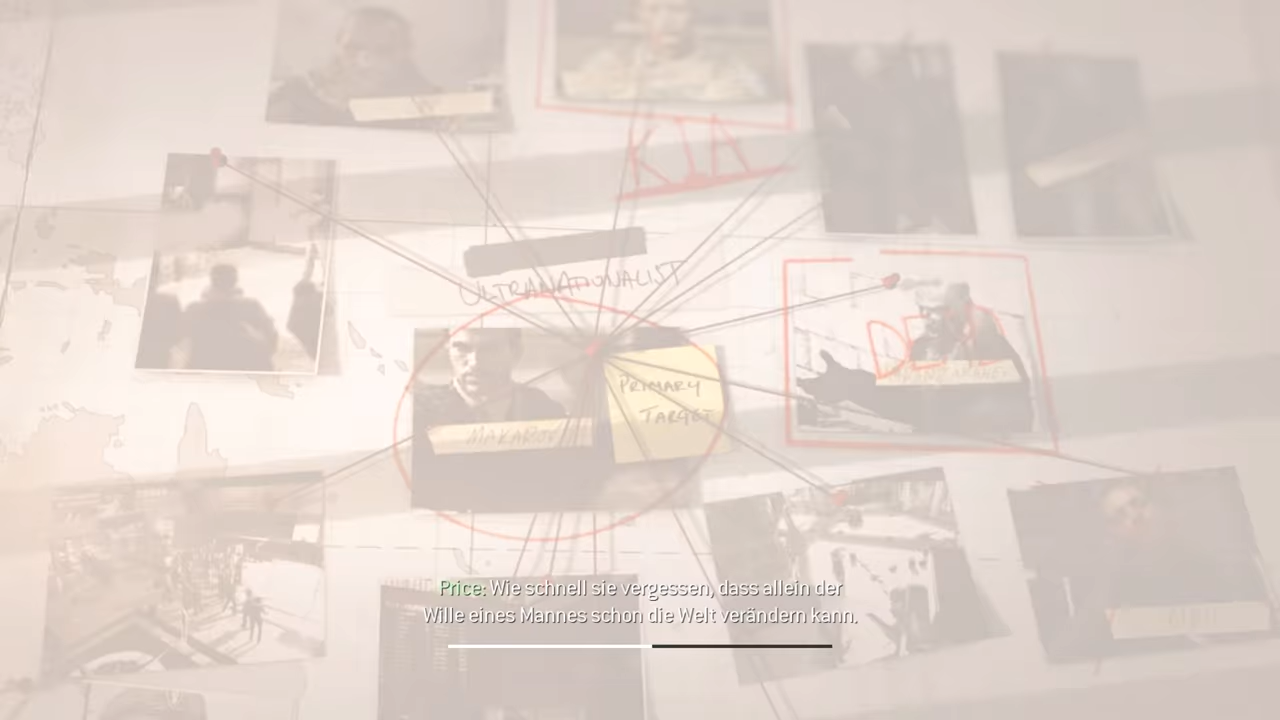 KIA
ULTRANATIONALIST
PRIMARY
TARGET
MAKAROV
Price: Wie schnell sie vergessen, dass allein der
Wille eines Mannes schon die Welt verändern kann.